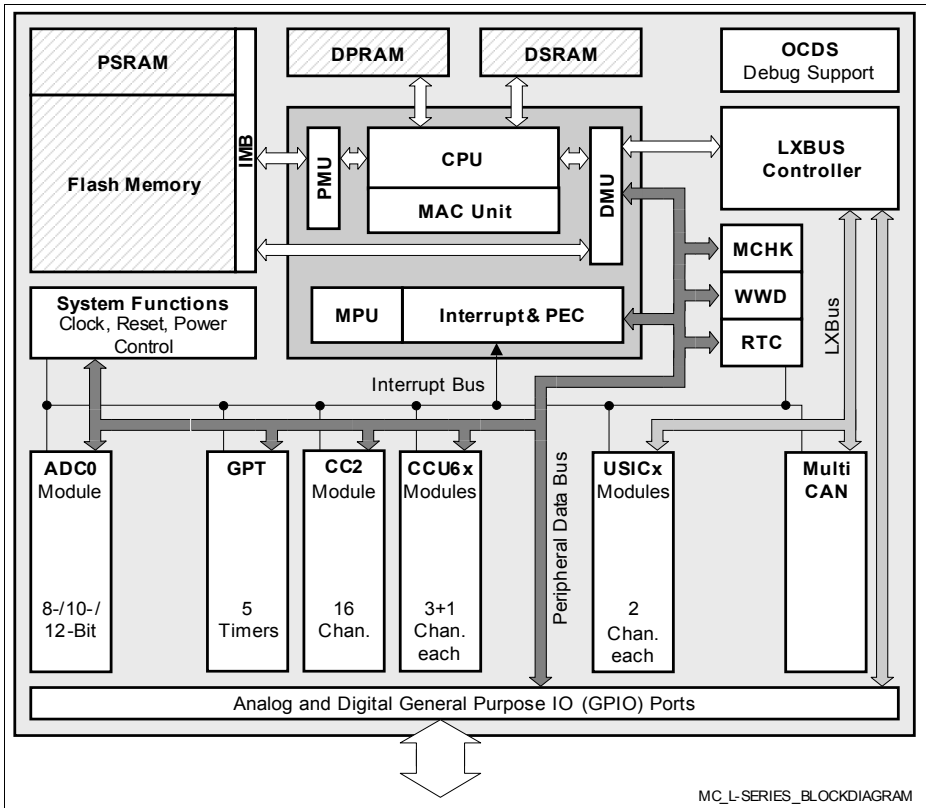 PSRAM
Flash Memory
IMB
DPRAM
DSRAM
OCDS
Debug Support
PMU
CPU
MAC Unit
DMU
LXBUS
Controller
MPU
Interrupt & PEC
MCHK
WWD
RTC
System Functions
Clock, Reset, Power
Control
Interrupt Bus
LXBus
Peripheral Data Bus
ADC0
Module
8-/10-/
12-Bit
GPT
5
Timers
CC2
Module
16
Chan.
CCU6x
Modules
3+1
Chan.
each
USICx
Modules
2
Chan.
each
Multi
CAN
Analog and Digital General Purpose IO (GPIO) Ports
MC_L-SERIES_BLOCKDIAGRAM